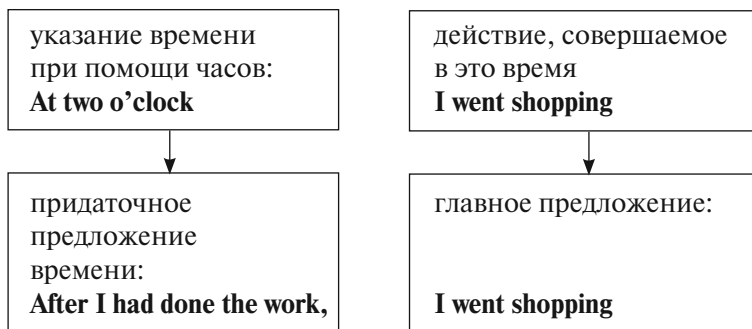 указание времени
при помощи часов:
At two o’clock
действие, совершаемое
в это время
I went shopping
придаточное
предложение
времени:
After I had done the work,
главное предложение:
I went shopping